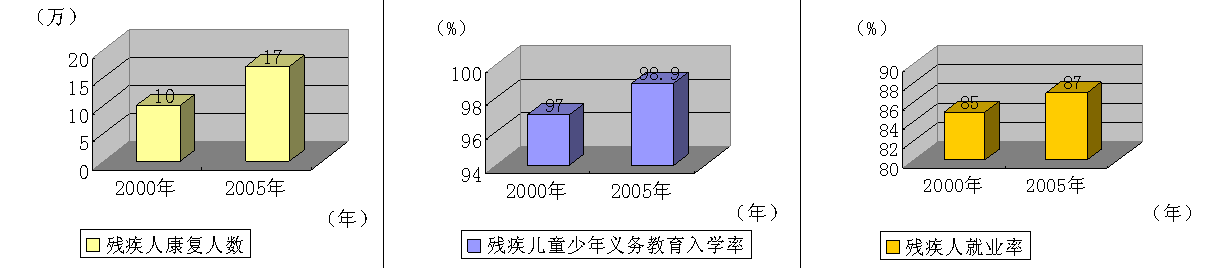 (万)
20
15
10
5
0
10
17
2000年 2005年
(年)
残疾人康复人数
(%)
100
98
96
94
97
98.9
2000年 2005年
(年)
残疾儿童少年义务教育入学率
(%)
90
88
86
84
82
80
85
87
2000年 2005年
(年)
残疾人就业率